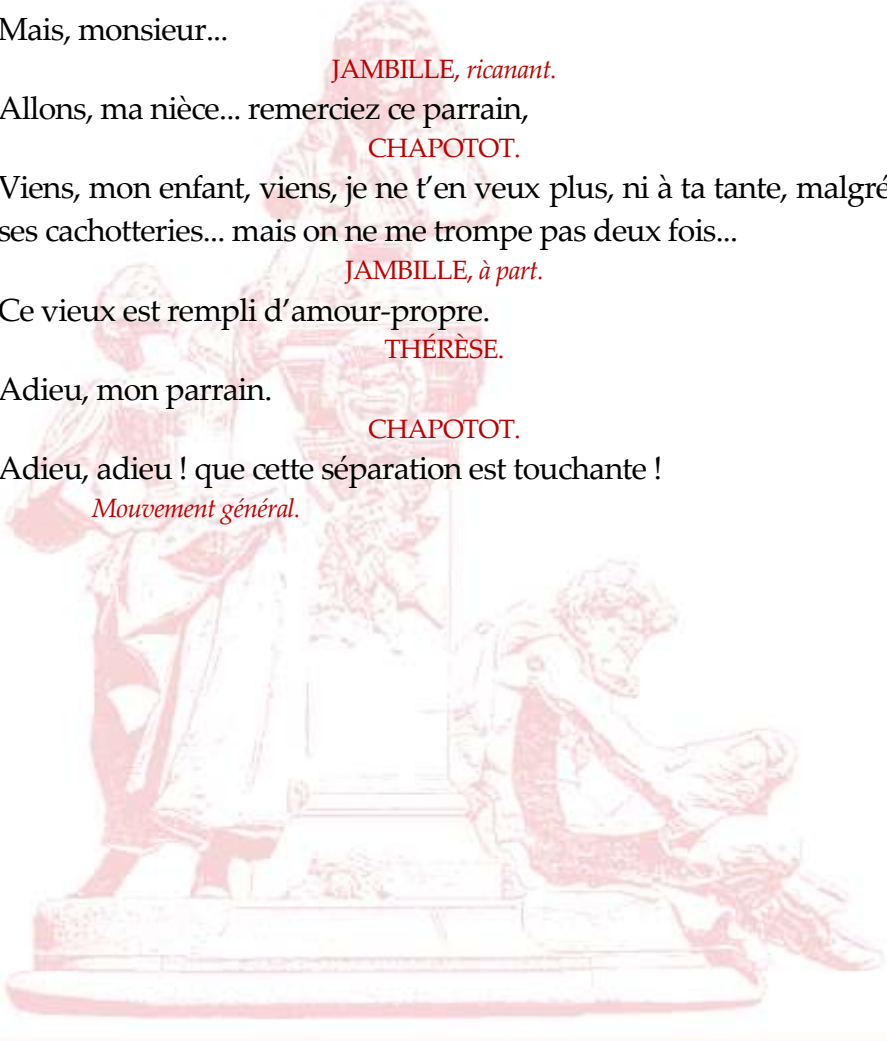 Mais, monsieur...
JAMBILLE, ricanant.
Allons, ma nièce... remerciez ce parrain,
CHAPOTOT.
Viens, mon enfant, viens, je ne t’en veux plus, ni à ta tante, malgré
ses cachotteries... mais on ne me trompe pas deux fois...
JAMBILLE, à part.
Ce vieux est rempli d’amour-propre.
THÉRÈSE.
Adieu, mon parrain.
CHAPOTOT.
Adieu, adieu ! que cette séparation est touchante !
Mouvement général.